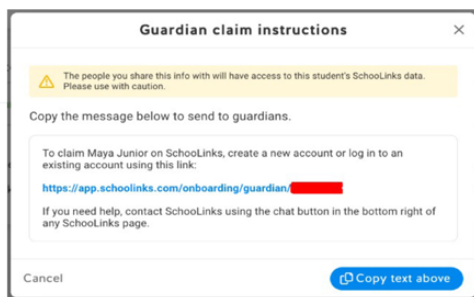 Guardian claim instructions
The people you share this info with will have access to this student's SchooLinks data.
Please use with caution.
Copy the message below to send to guardians.
To claim Maya Junior on SchooLinks, create a new account or log in to an
existing account using this link:
https://app.schoolinks.com/onboarding/guardian/
If you need help, contact SchooLinks using the chat button in the bottom right of
any SchooLinks page.
Cancel
Copy text above